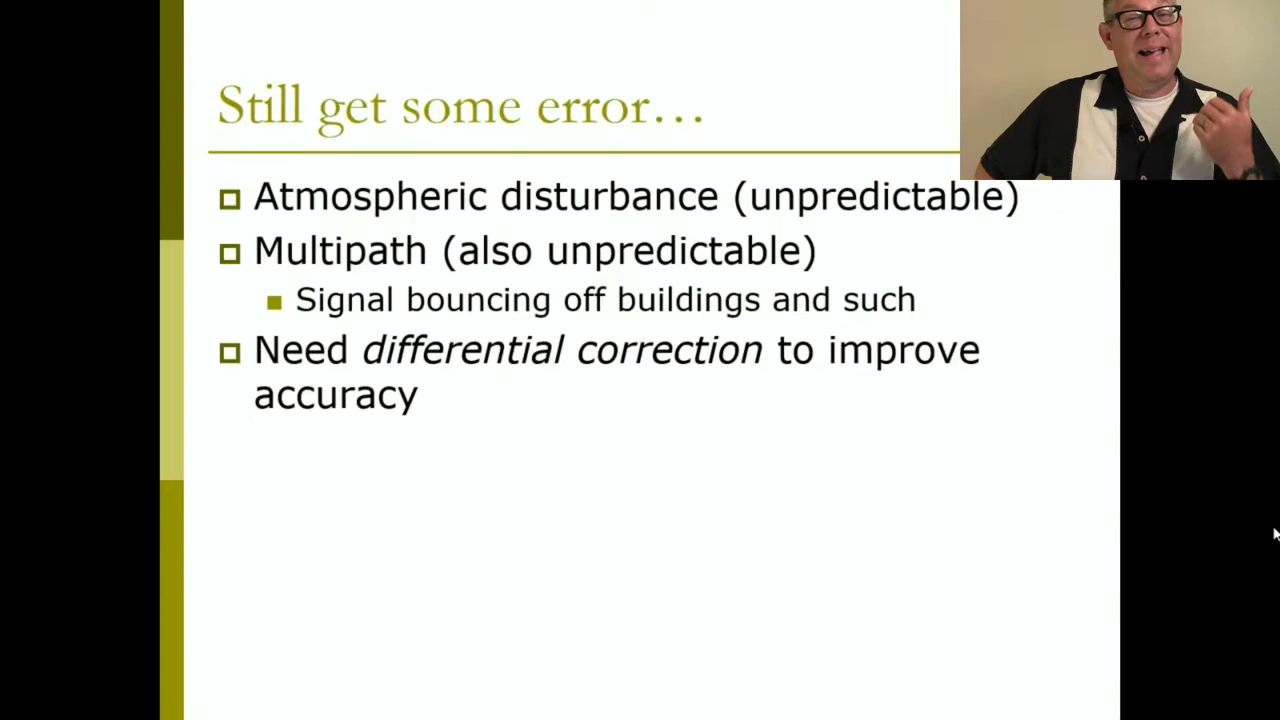 Still get some error…
Atmospheric disturbance (unpredictable)
Multipath (also unpredictable)
Signal bouncing off buildings and such
Need differential correction to improve
accuracy